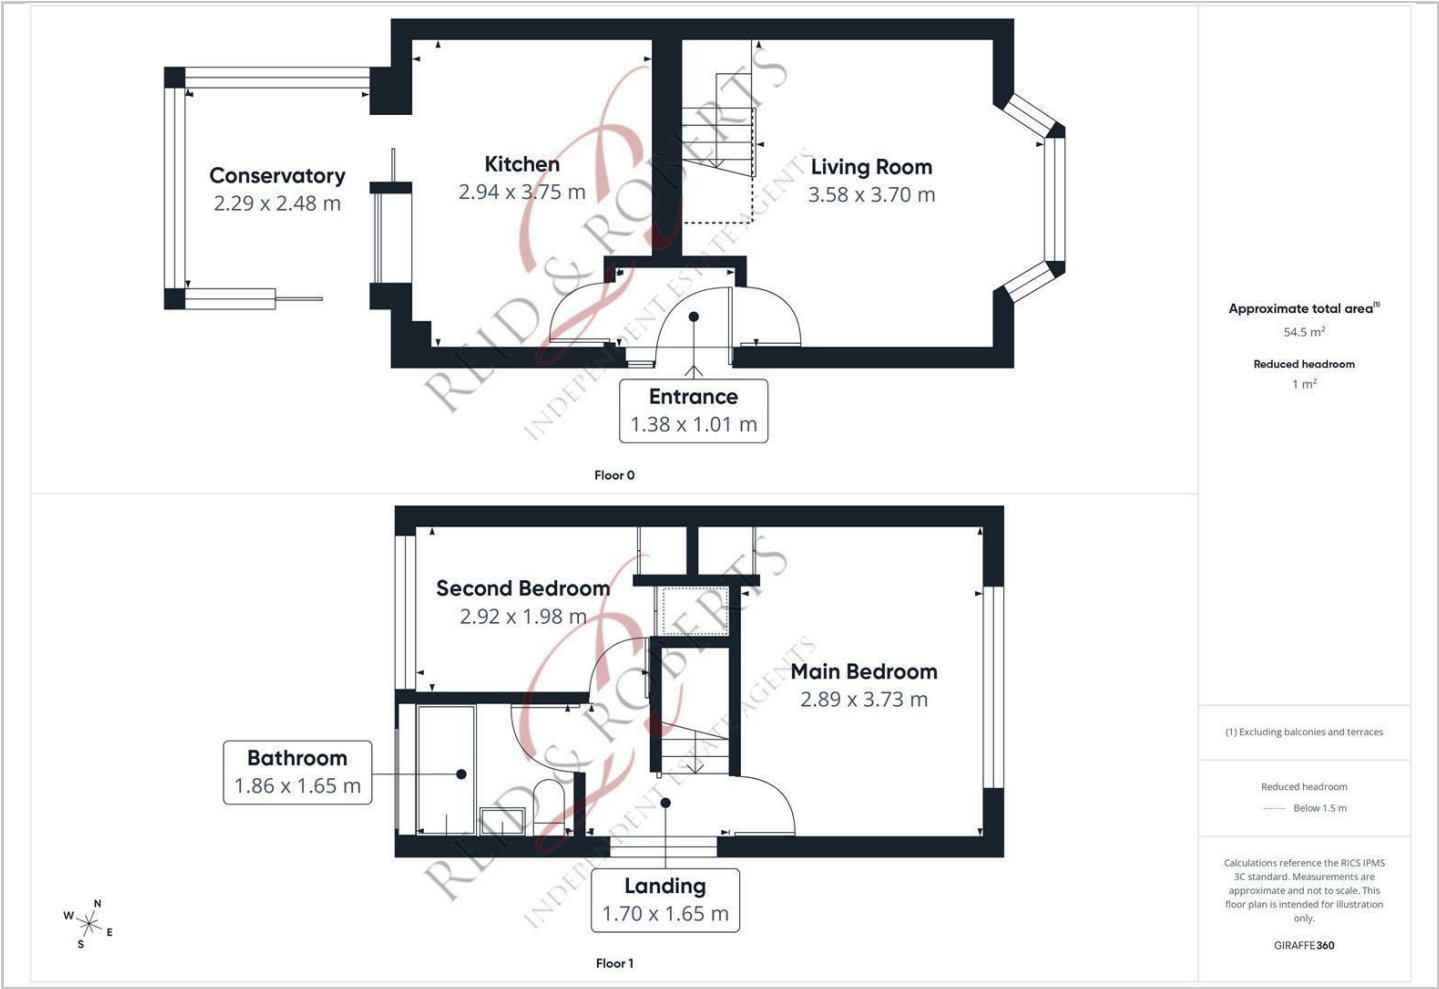 Conservatory
2.29 x 2.48 m
Kitchen
2.94 x 3.75 m
Living Room
3.58 x 3.70 m
Entrance
1.38 x 1.01 m
Floor 0
REID & ROBERTS
INDEPENDENT ESTATE AGENTS
Second Bedroom
2.92 x 1.98 m
Main Bedroom
2.89 x 3.73 m
Bathroom
1.86 x 1.65 m
Landing
1.70 x 1.65 m
Floor 1
REID & ROBERTS
INDEPENDENT ESTATE AGENTS
N
W
E
S
Approximate total area(1)
54.5 m²
Reduced headroom
1 m²
(1) Excluding balconies and terraces
Reduced headroom
Below 1.5 m
Calculations reference the RICS IPMS
3C standard. Measurements are
approximate and not to scale. This
floor plan is intended for illustration
only.
GIRAFFE360